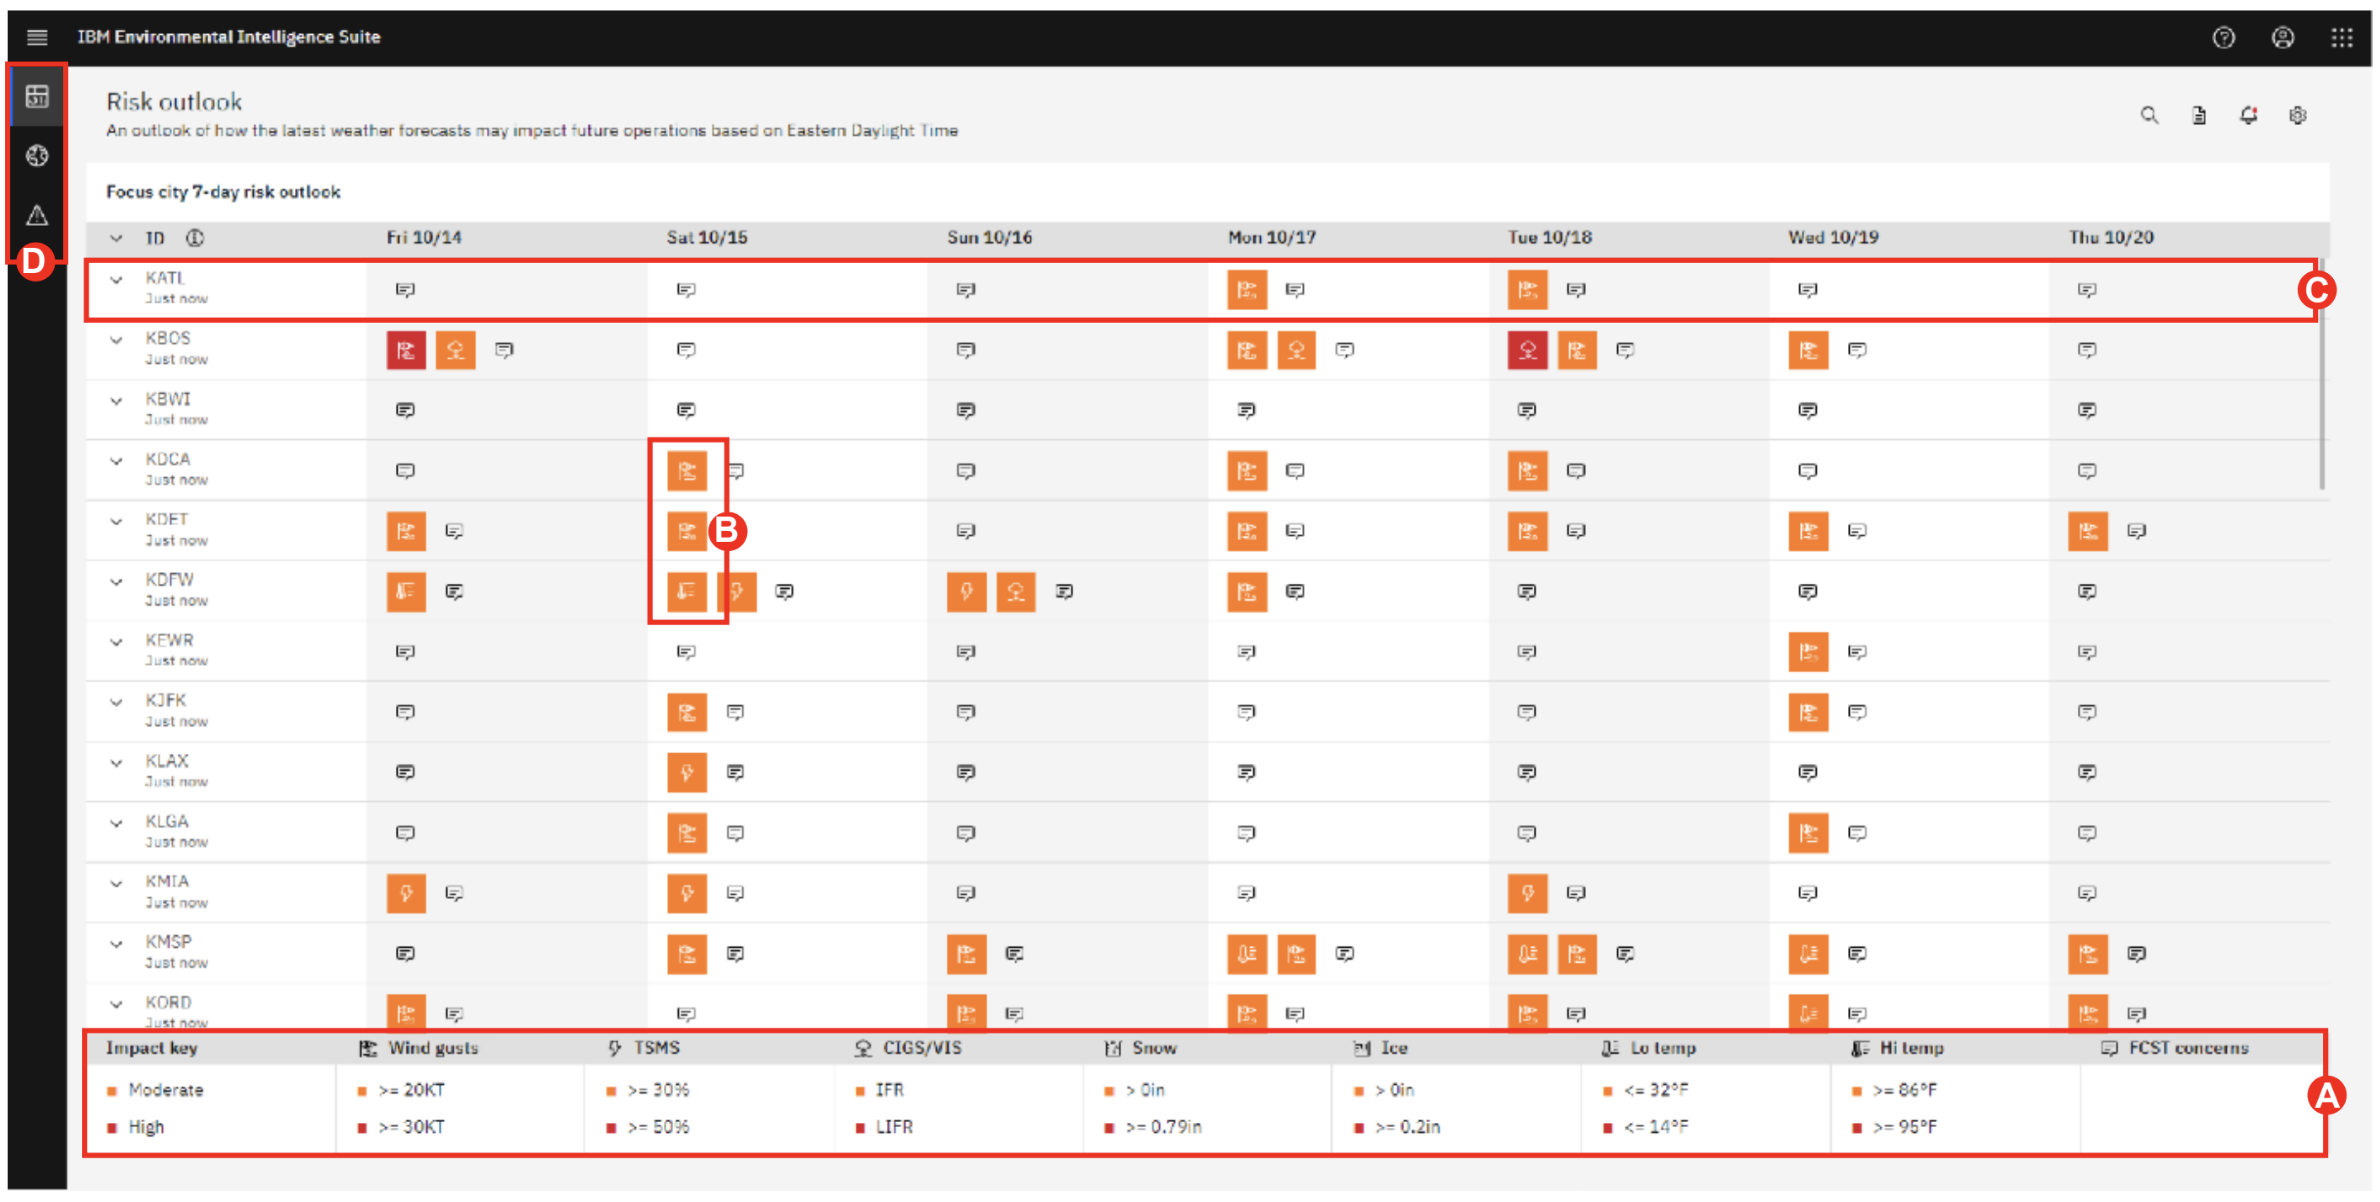 IBM Environmental Intelligence Suite
Risk outlook
An outlook of how the latest weather forecasts may impact future operations based on Eastern Daylight Time
Focus city 7-day risk outlook
ID Fri 10/14 Sat 10/15 Sun 10/16 Mon 10/17 Tue 10/18 Wed 10/19 Thu 10/20
D
KATL
Just now
C
KBOS
Just now
KBWI
Just now
KDCA
Just now
KDET
Just now
B
KDFW
Just now
KEWR
Just now
KJFK
Just now
KLAX
Just now
KLGA
Just now
KMIA
Just now
KMSP
Just now
KORD
Just now
Impact key Wind gusts TSMS CIGS/VIS Snow Ice Lo temp Hi temp FCST concerns
Moderate >= 20KT >= 30% IFR > 0in > 0in <= 32°F >= 86°F
A
High >= 30KT >= 50% LIFR >= 0.79in >= 0.2in <= 14°F >= 95°F